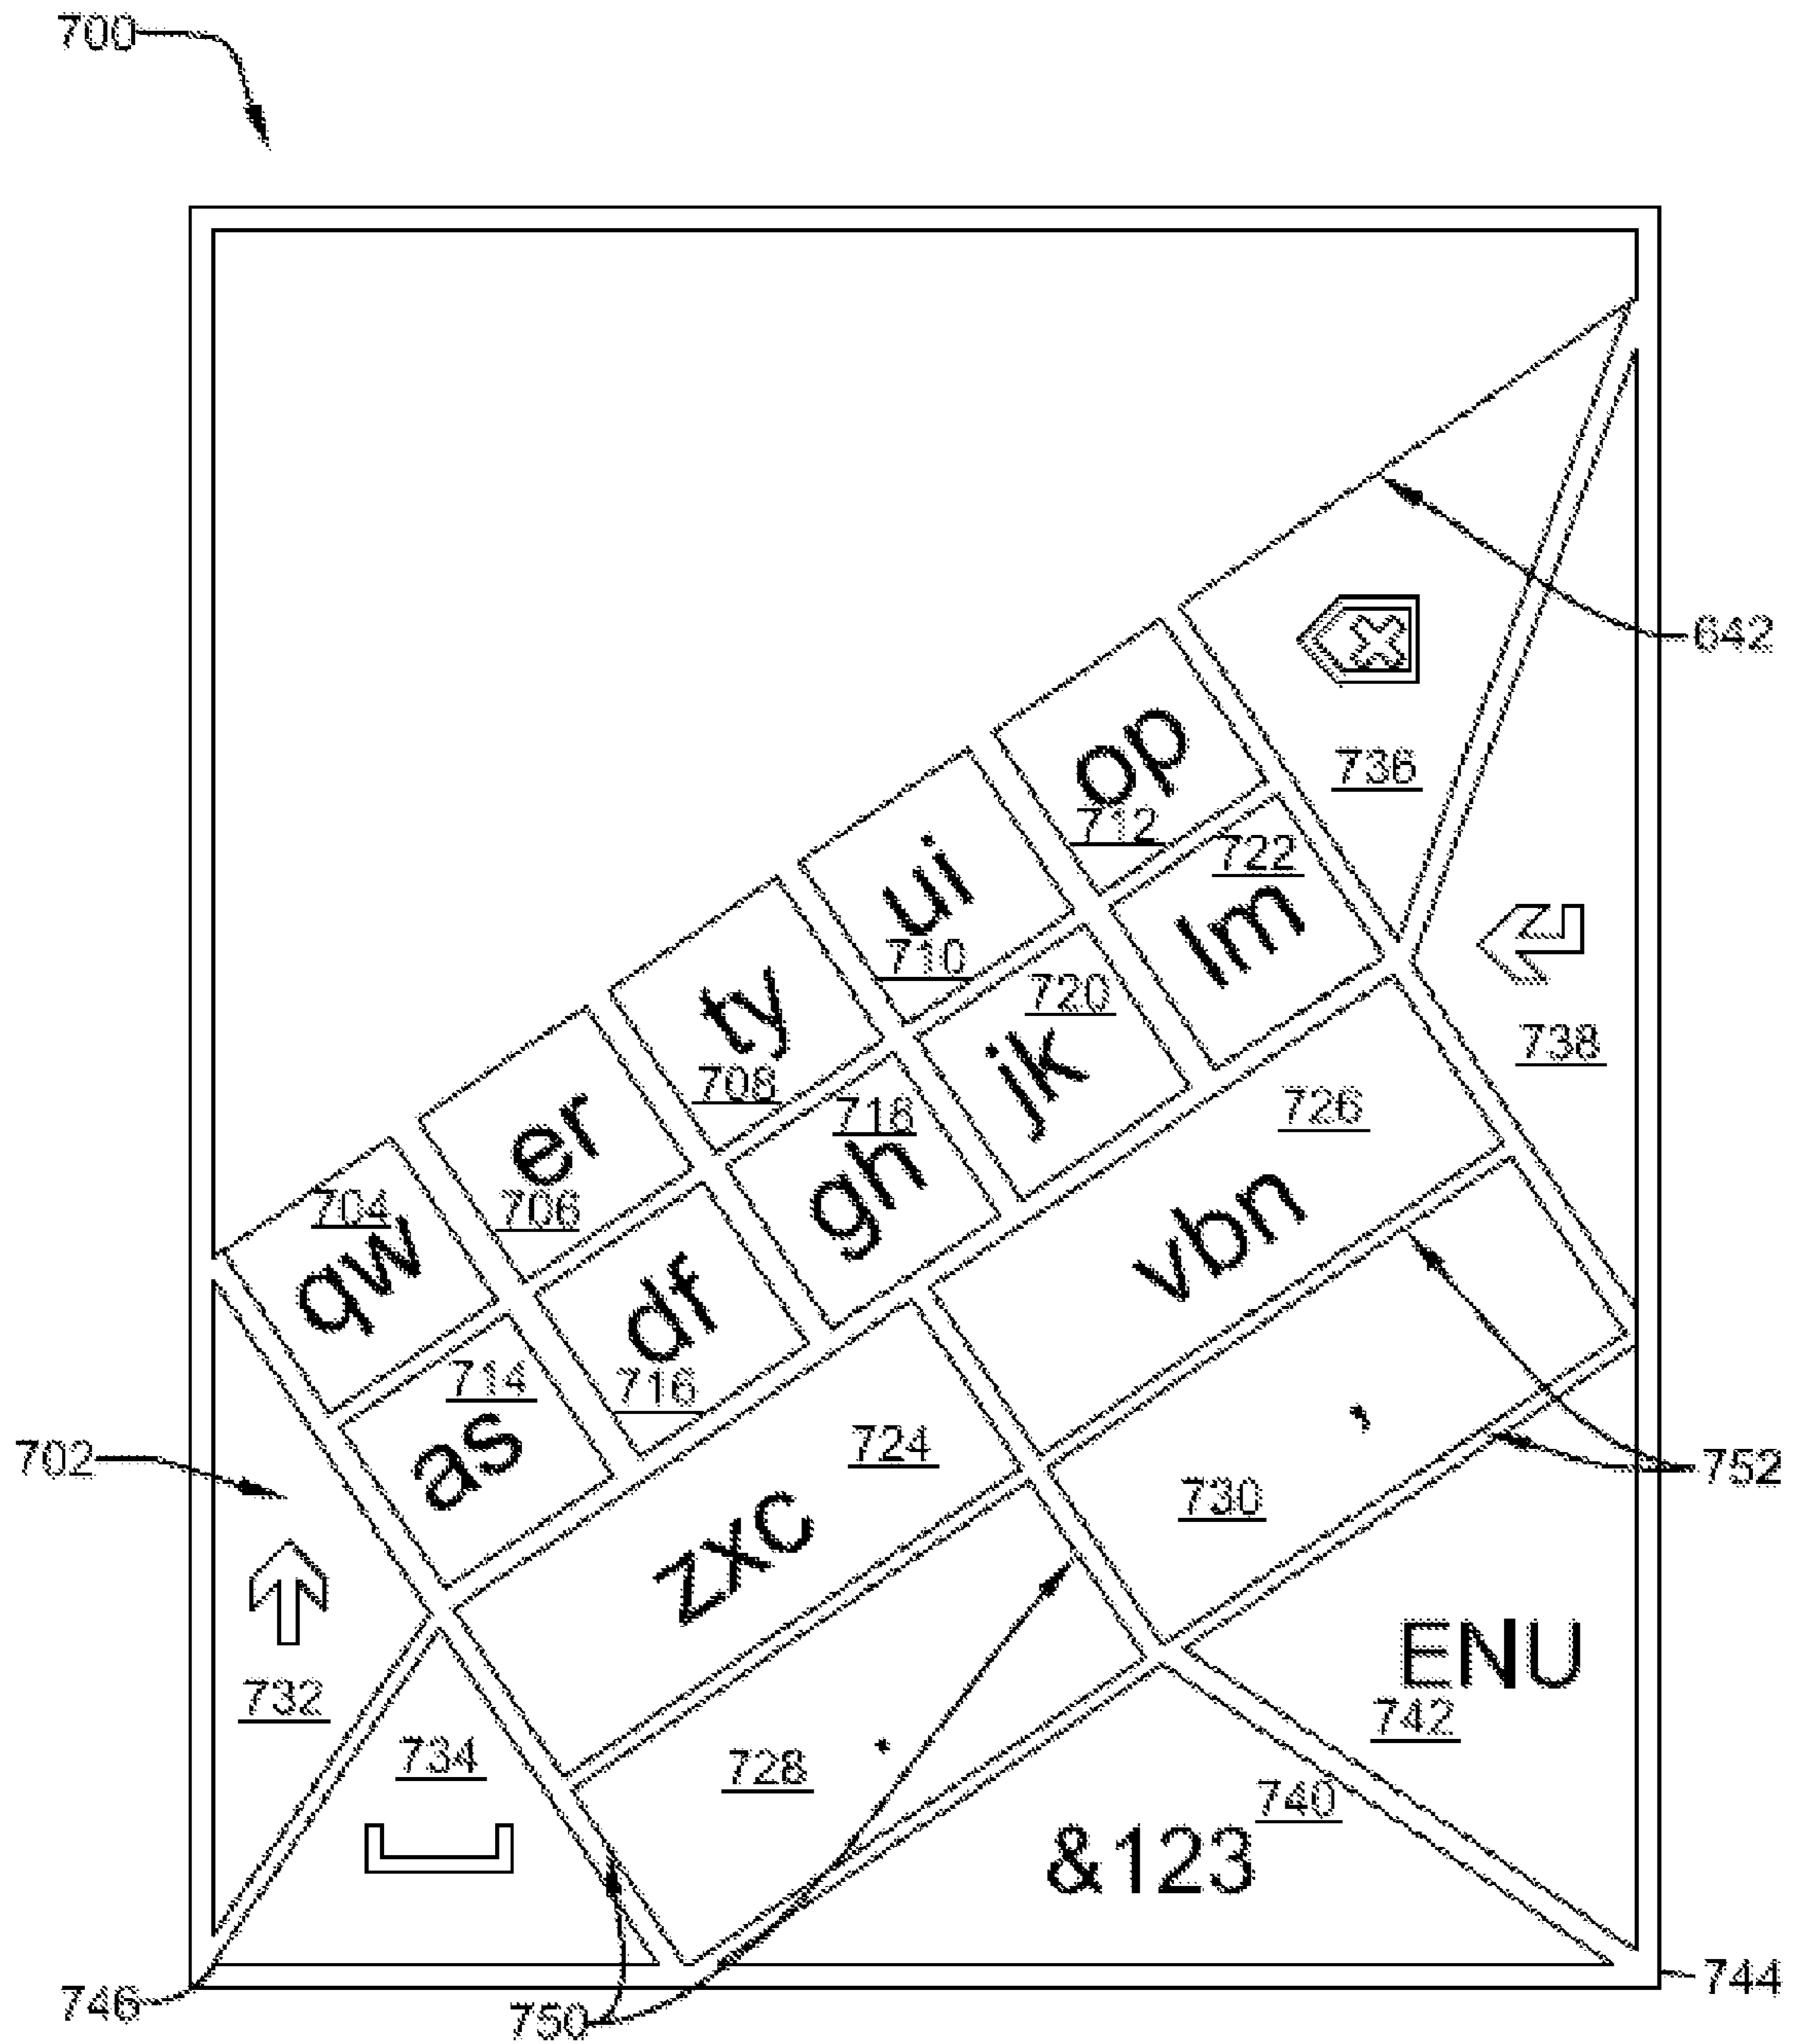 700
642
op
712
736
722
lm
ui
710
720
jk
738
ty
708
718
gh
726
vbn
er
706
704
qw
df
716
714
as
702
724
zxc
,
730
752
732
ENU
742
734
728
.
740
&123
746
750
744